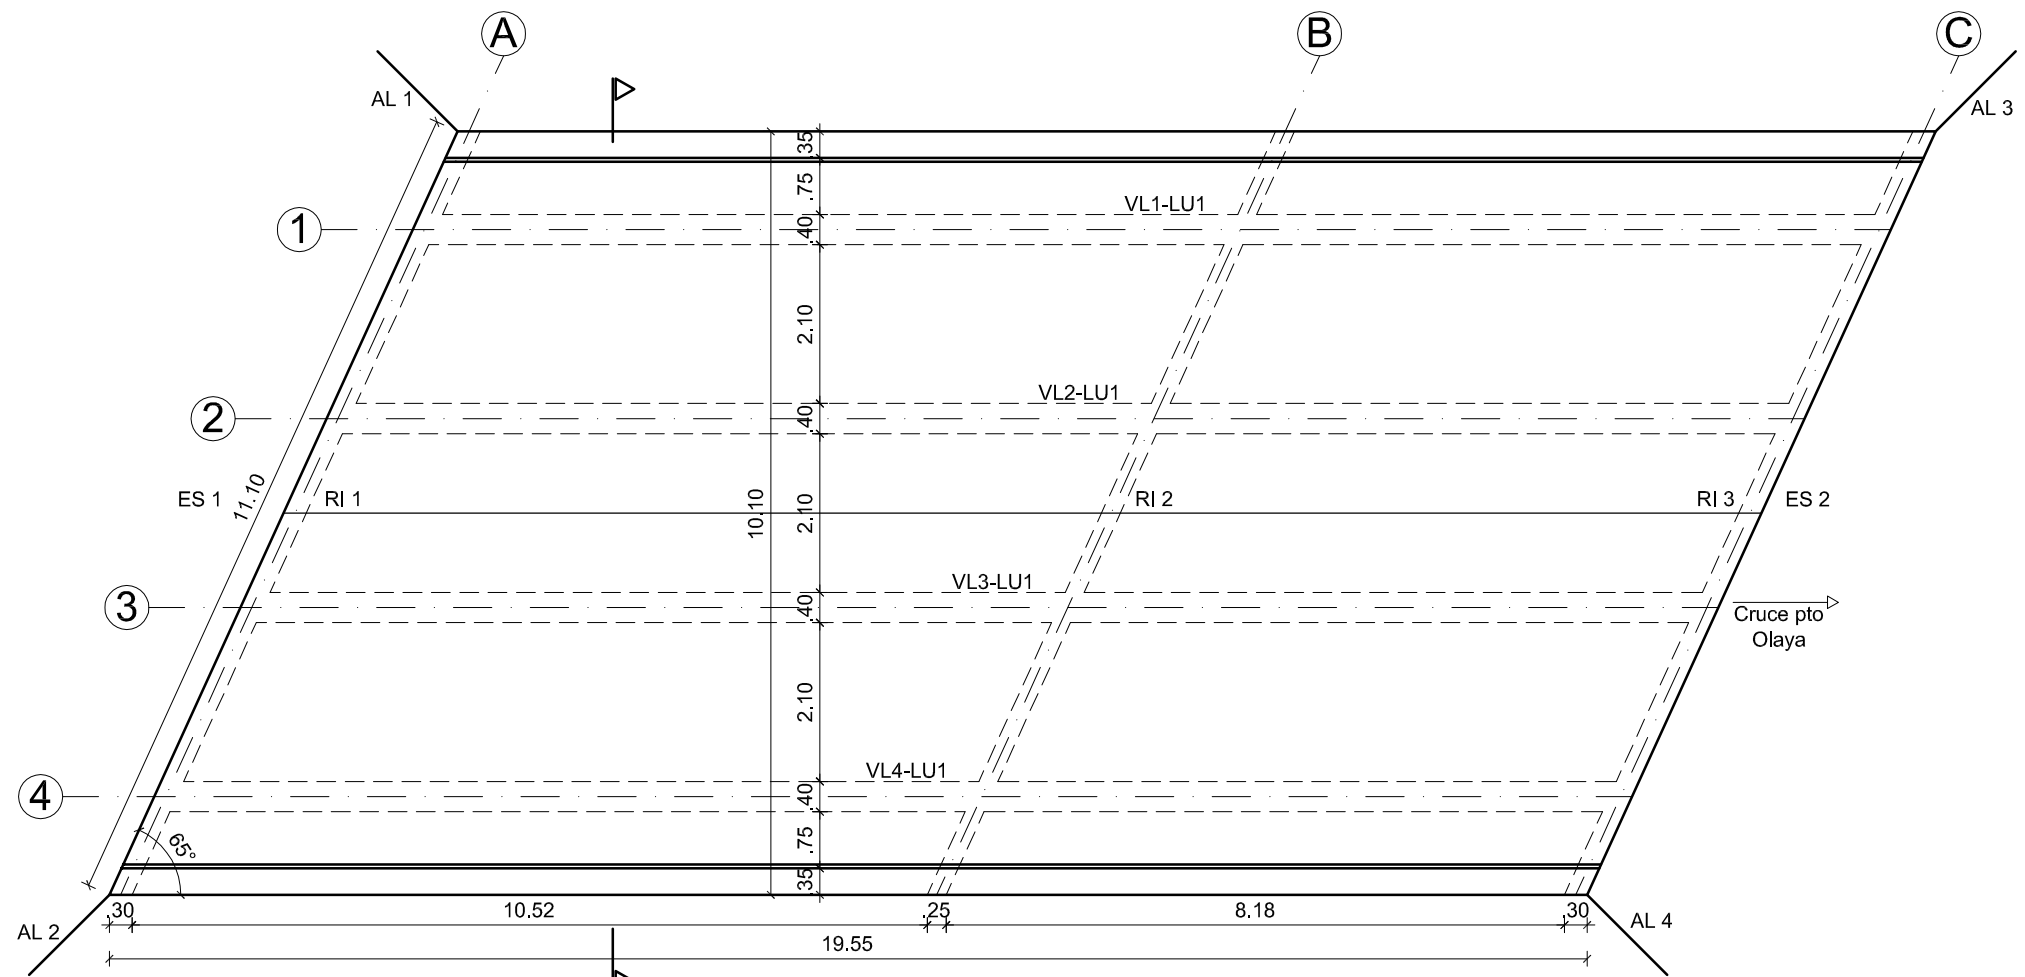 A
B
C
AL 1
AL 3
.35
.75
VL1-LU1
1
.40
2.10
VL2-LU1
2
.40
ES 1
11.10
RI 1
10.10
2.10
RI 2
RI 3
ES 2
VL3-LU1
3
.40
Cruce pto
Olaya
2.10
VL4-LU1
4
.40
.75
65°
.35
.30
10.52
.25
8.18
.30
AL 2
AL 4
19.55